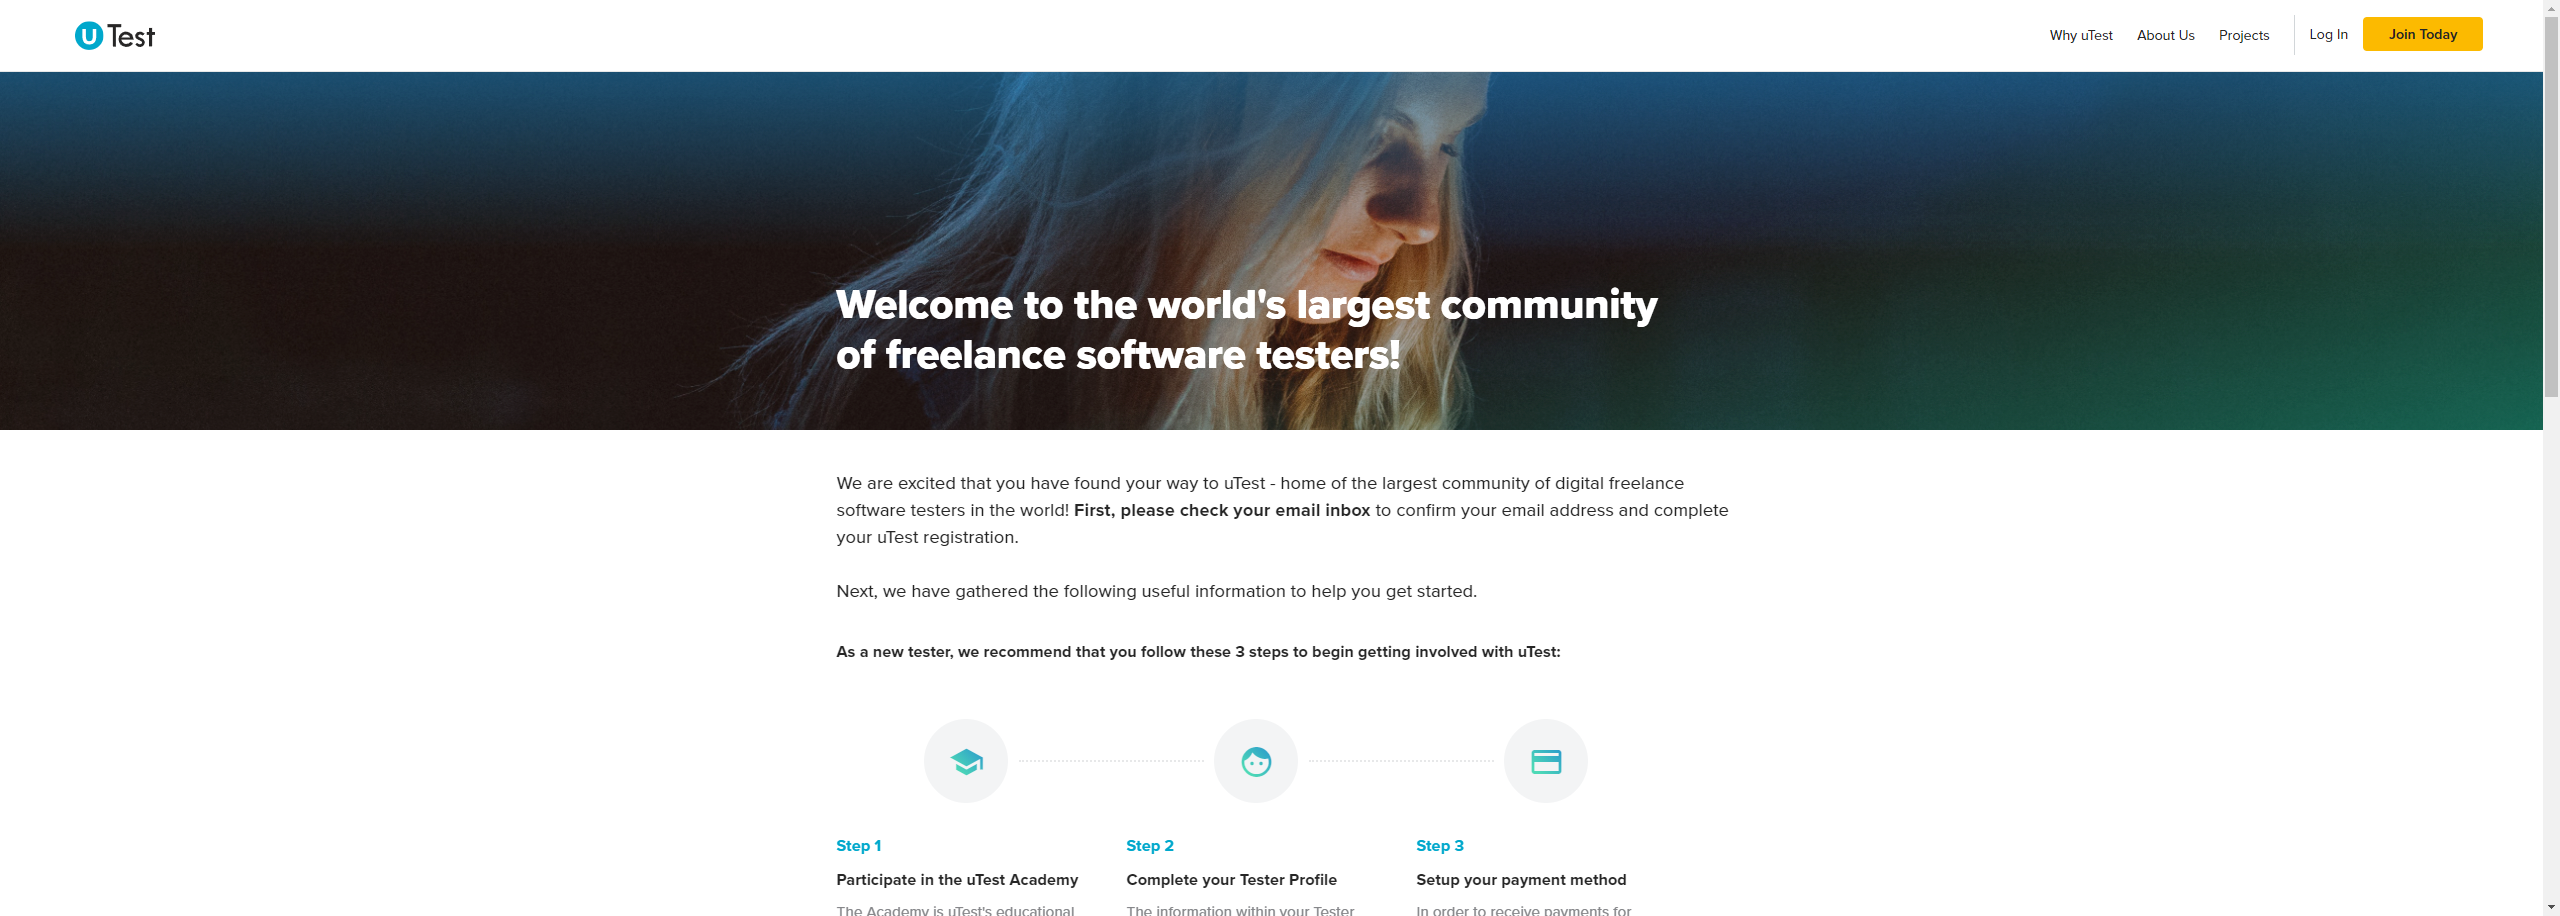 uTest
Why uTest
About Us
Projects
Log In
Join Today
Welcome to the world's largest community
of freelance software testers!
We are excited that you have found your way to uTest - home of the largest community of digital freelance
software testers in the world! First, please check your email inbox to confirm your email address and complete
your uTest registration.
Next, we have gathered the following useful information to help you get started.
As a new tester, we recommend that you follow these 3 steps to begin getting involved with uTest:
Step 1
Participate in the uTest Academy
The Academy is uTest's educational
Step 2
Complete your Tester Profile
The information within your Tester
Step 3
Setup your payment method
In order to receive payments for